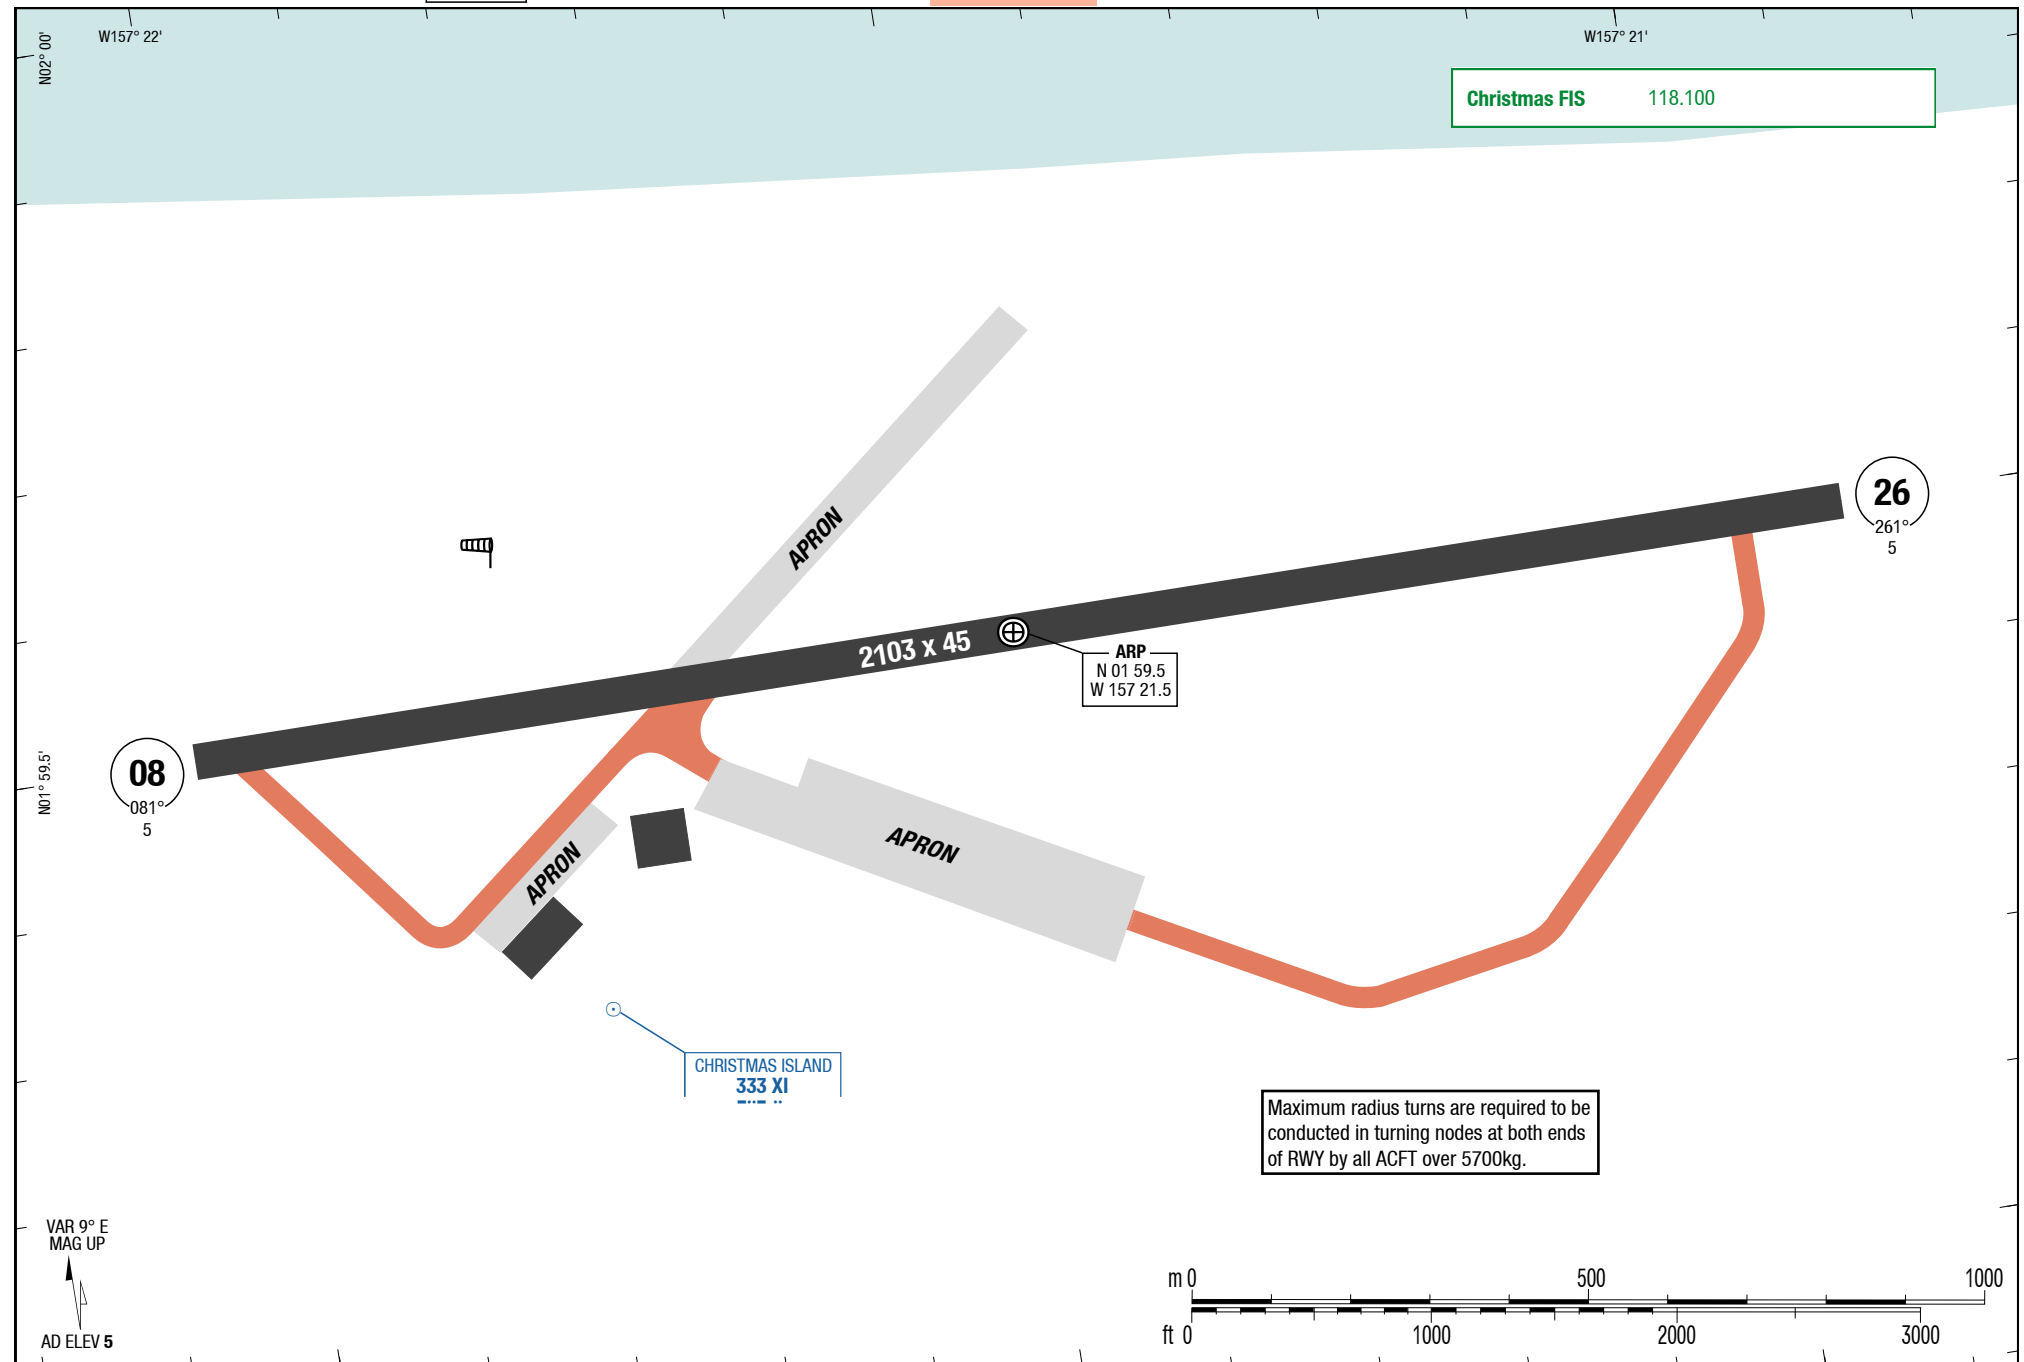 W157° 22'
W157° 21'
N02° 00'
Christmas FIS 118.100
APRON
26
261°
5
2103 x 45
ARP
N 01 59.5
W 157 21.5
N01° 59.5'
08
081°
5
APRON
APRON
CHRISTMAS ISLAND
333 XI
Maximum radius turns are required to be
conducted in turning nodes at both ends
of RWY by all ACFT over 5700kg.
VAR 9° E
MAG UP
AD ELEV 5
m 0 500 1000
ft 0 1000 2000 3000